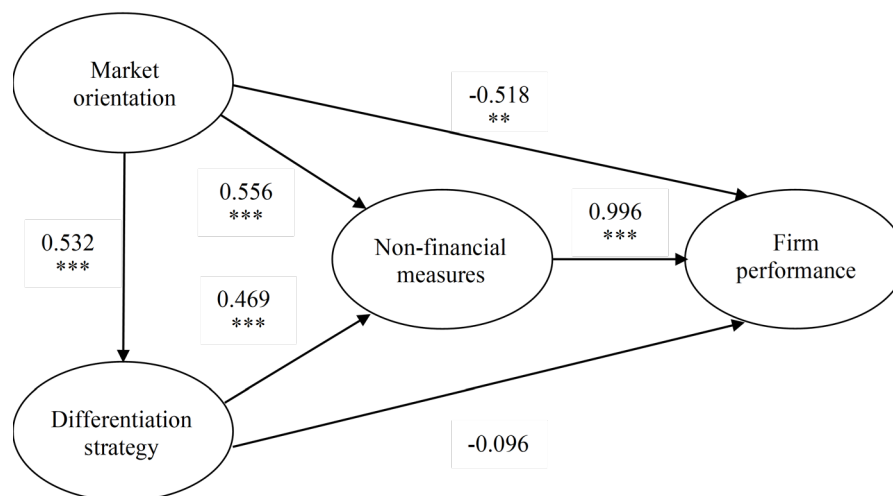 Market
orientation
-0.518
**
0.556
***
0.532
***
Non-financial
measures
0.996
***
Firm
performance
0.469
***
Differentiation
strategy
-0.096